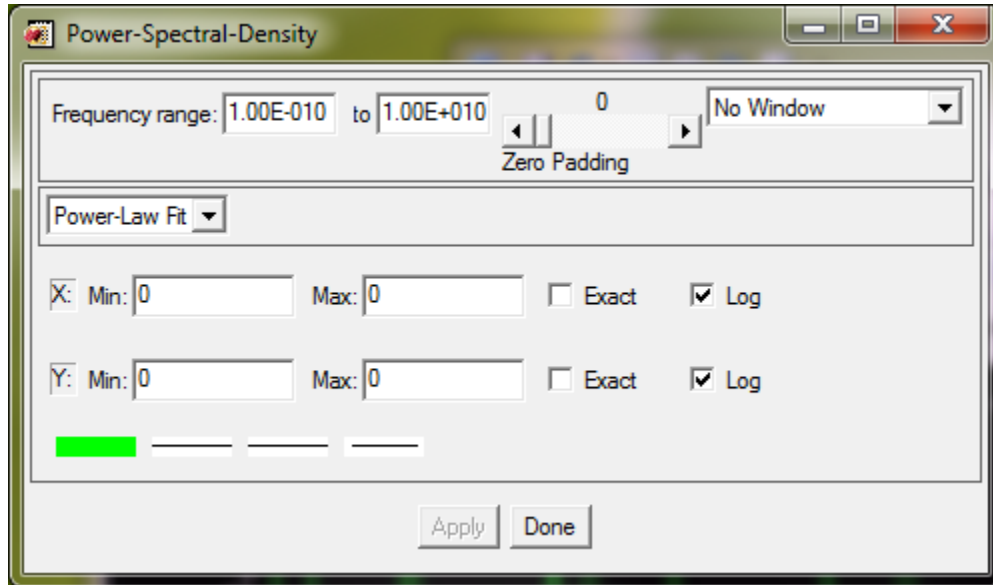 Power-Spectral-Density
Frequency range: 1.00E-010 to 1.00E+010 0 No Window
Zero Padding
Power-Law Fit
X: Min: 0 Max: 0 Exact Log
Y: Min: 0 Max: 0 Exact Log
Apply Done